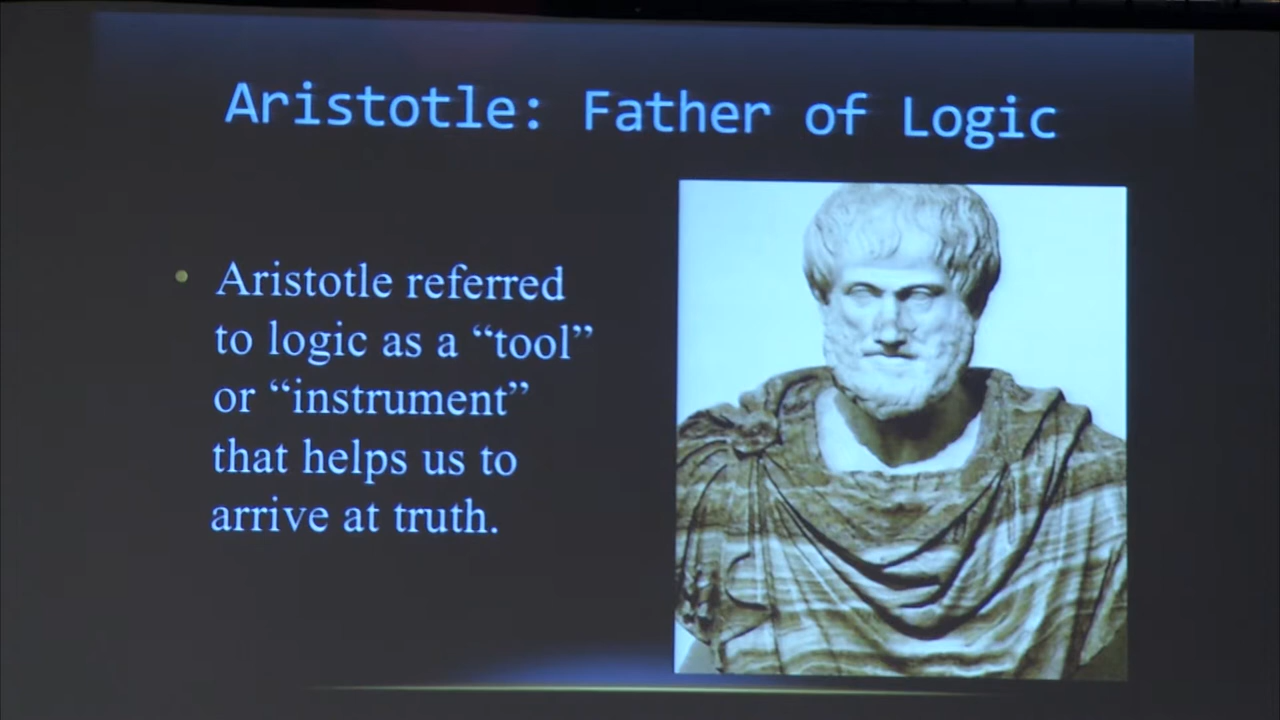 Aristotle: Father of Logic
• Aristotle referred
to logic as a “tool”
or “instrument”
that helps us to
arrive at truth.